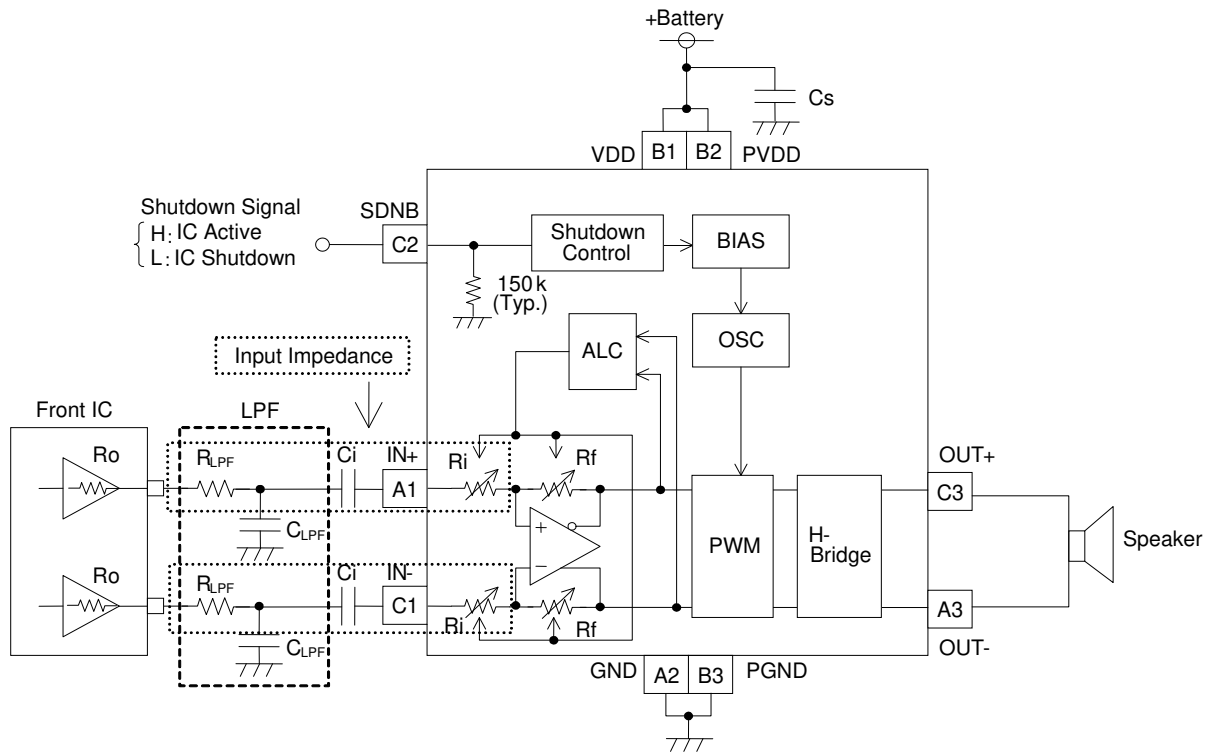 +Battery
Cs
VDD
B1
B2
PVDD
Shutdown Signal
H: IC Active
L: IC Shutdown
SDNB
C2
150k
(Typ.)
Shutdown
Control
BIAS
OSC
ALC
Input Impedance
Front IC
LPF
Ro
RLPF
Ci
IN+
A1
Ri
Rf
CLPF
+
−
PWM
H-
Bridge
OUT+
C3
Speaker
Ro
RLPF
Ci
IN-
C1
Ri
Rf
CLPF
A3
OUT-
GND
A2
B3
PGND